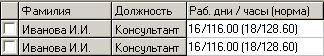 Фамилия Должность Раб. дни / часы (норма)
Иванова И.И. Консультант 16/116.00 (18/128.60)
Иванова И.И. Консультант 16/116.00 (18/128.60)